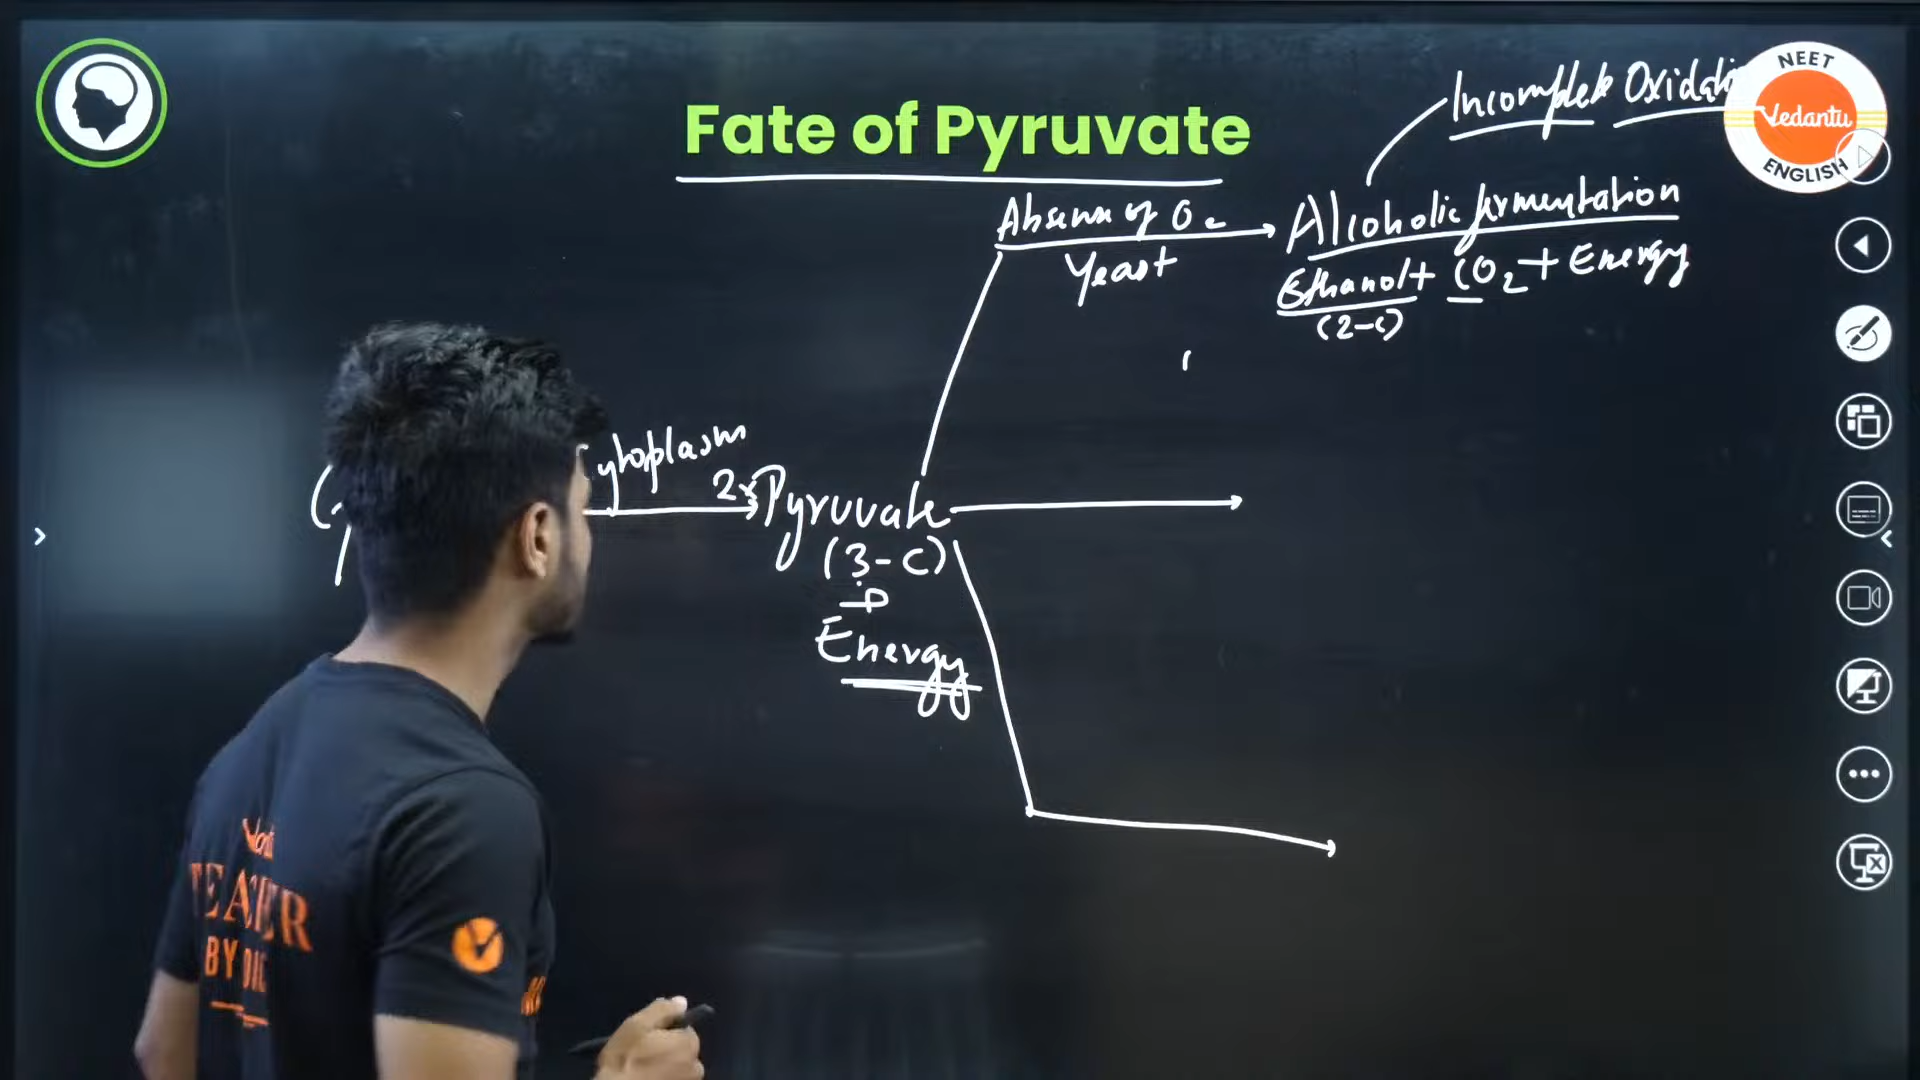 Incomplete Oxidatio
NEET
Vedantu
ENGLISH
Fate of Pyruvate
Absence of O2
Yeast
Alcoholic fermentation
Ethanol + CO2 + Energy
(2-C)
Cytoplasm
2x Pyruvate
(3-C)
Energy
TEACHER
BY